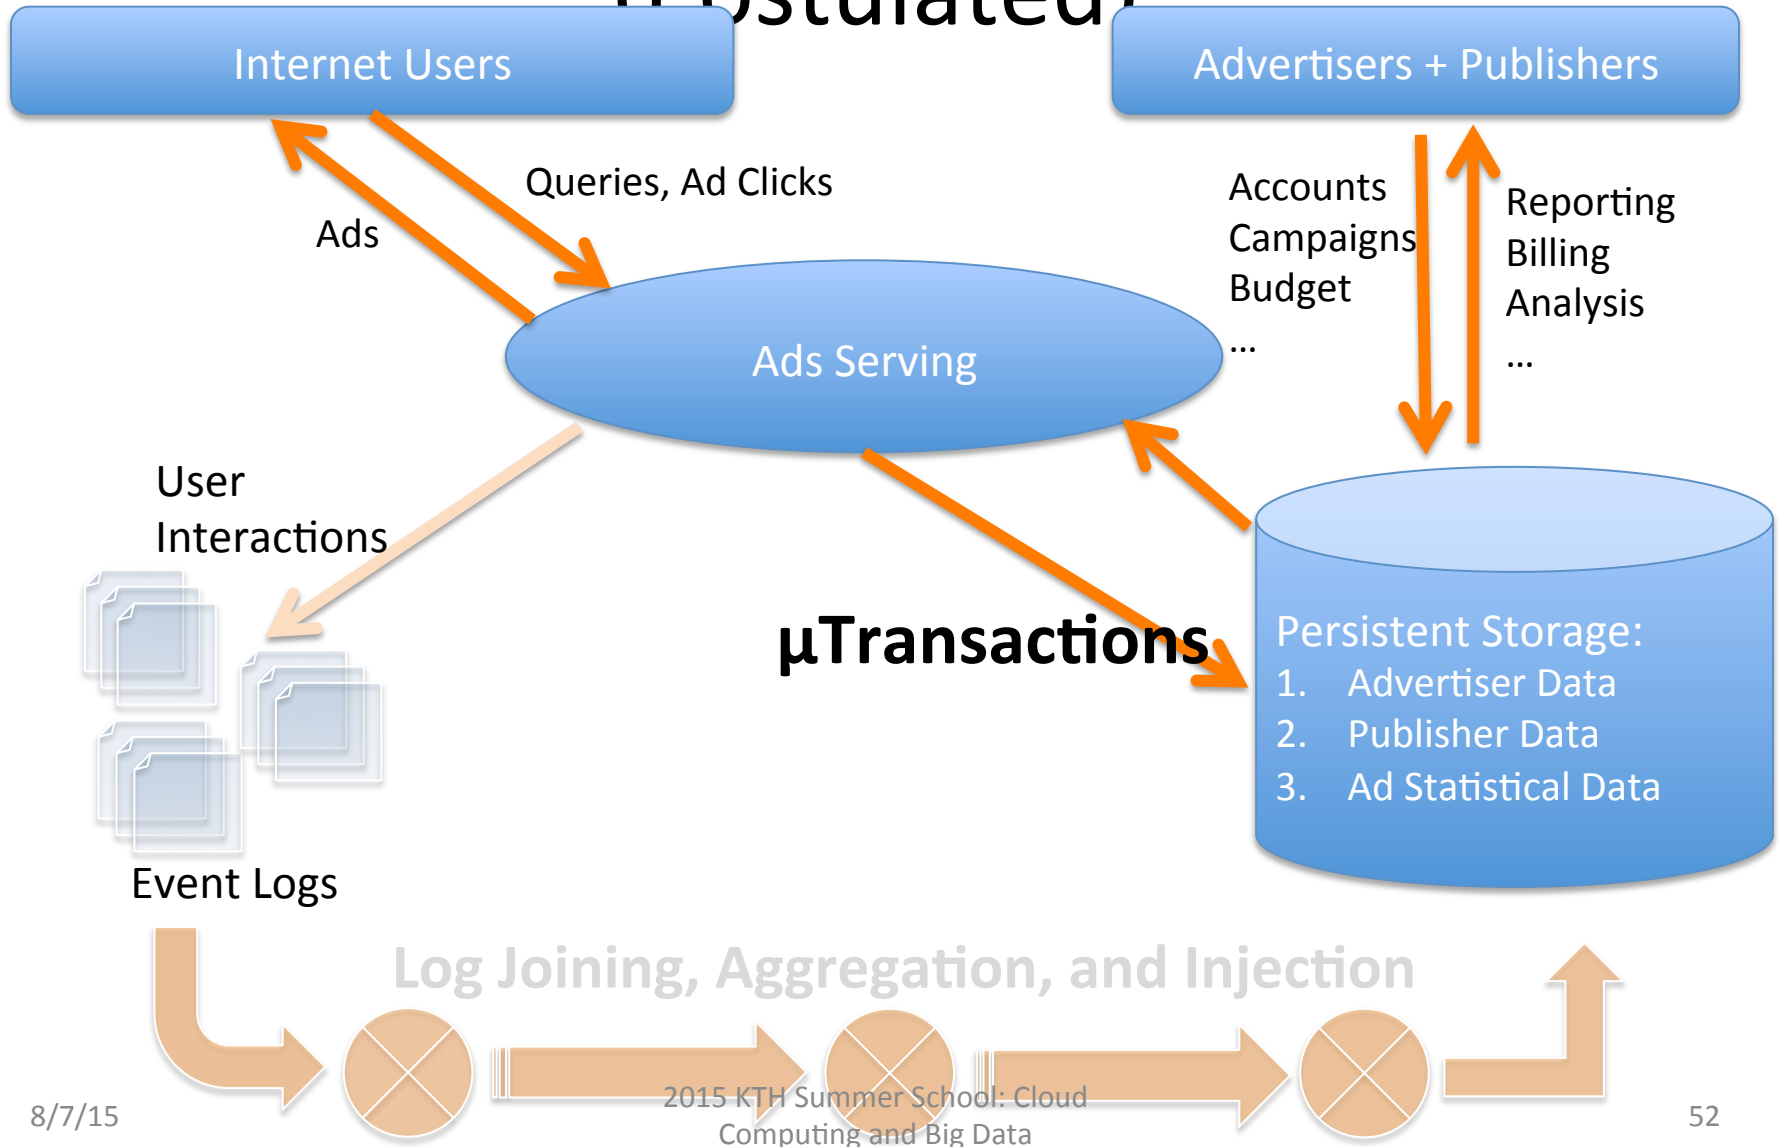 Internet Users
Advertisers + Publishers
Queries, Ad Clicks
Ads
Accounts
Campaigns
Budget
...
Reporting
Billing
Analysis
...
Ads Serving
User
Interactions
µTransactions
Persistent Storage:
1. Advertiser Data
2. Publisher Data
3. Ad Statistical Data
Event Logs
Log Joining, Aggregation, and Injection
8/7/15
2015 KTH Summer School: Cloud
Computing and Big Data
52